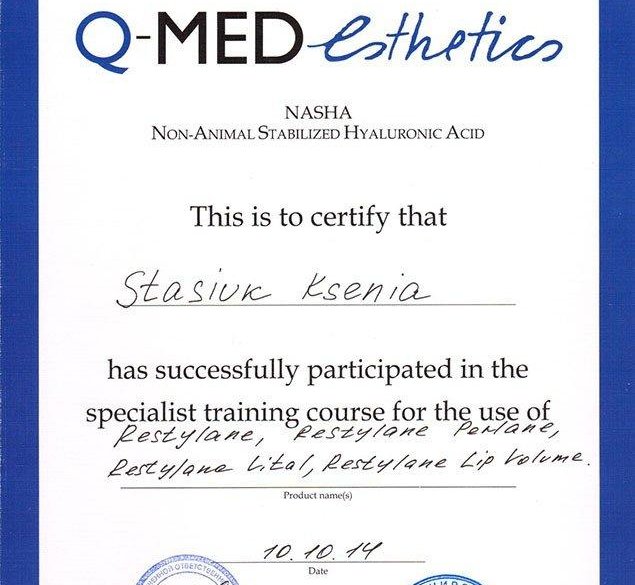 Q-MED esthetics
NASHA
NON-ANIMAL STABILIZED HYALURONIC ACID
This is to certify that
Stasiuk Ksenia
has successfully participated in the
specialist training course for the use of
Restylane, Restylane Perlane,
Restylane Vital, Restylane Lip Volume.
Product name(s)
10.10.14
Date